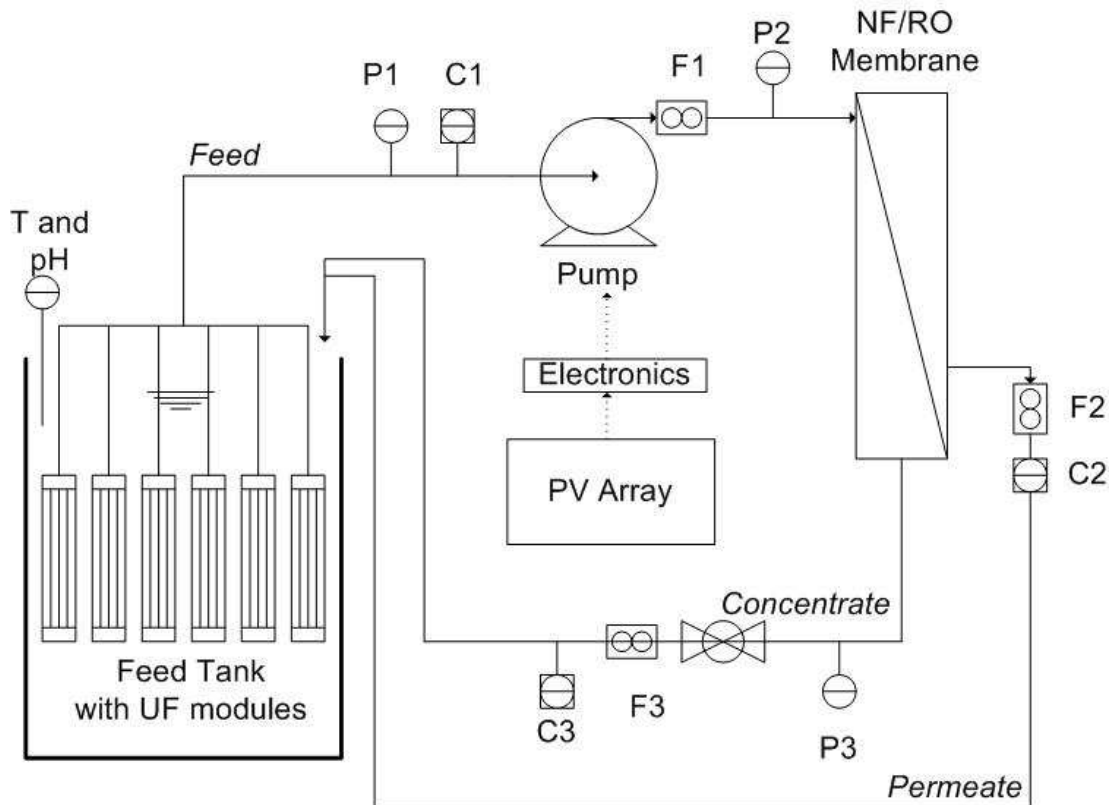 NF/RO
Membrane
P2
F1
P1
C1
Feed
T and
pH
Pump
Electronics
F2
PV Array
C2
Concentrate
Feed Tank
with UF modules
F3
C3
P3
Permeate